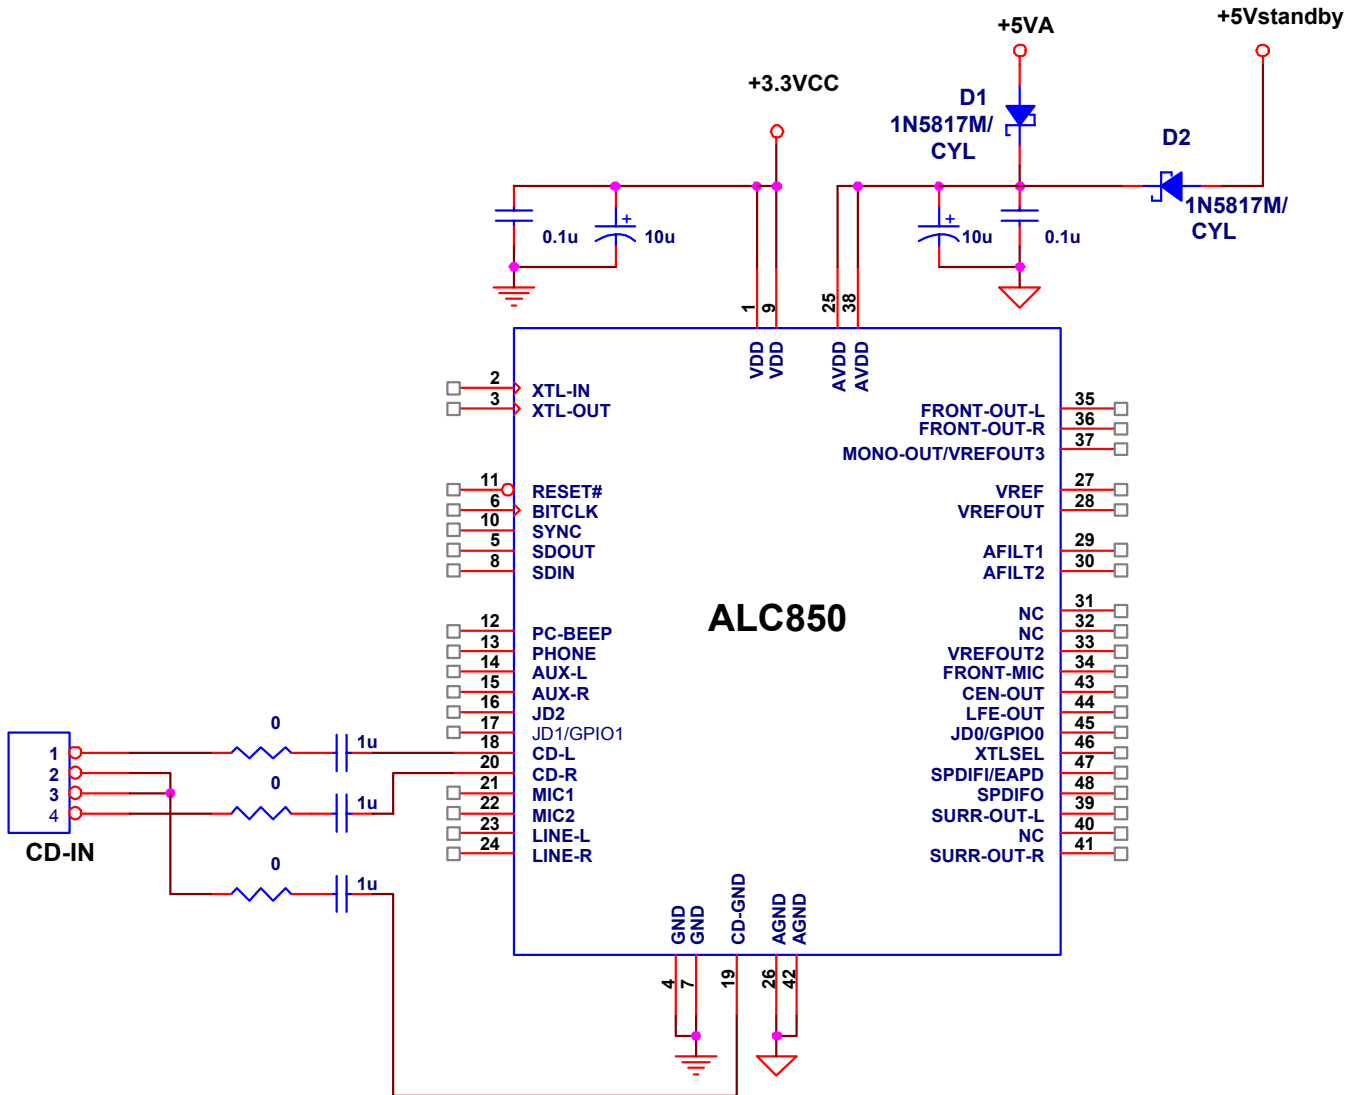 +5Vstandby
+5VA
+3.3VCC
D1
1N5817M/
CYL
D2
1N5817M/
CYL
0.1u
+
10u
+
10u
0.1u
1
9
25
38
VDD
VDD
AVDD
AVDD
2 XTL-IN
3 XTL-OUT
11 RESET#
6 BITCLK
10 SYNC
5 SDOUT
8 SDIN
12 PC-BEEP
13 PHONE
14 AUX-L
15 AUX-R
16 JD2
17 JD1/GPIO1
18 CD-L
20 CD-R
21 MIC1
22 MIC2
23 LINE-L
24 LINE-R
ALC850
FRONT-OUT-L 35
FRONT-OUT-R 36
MONO-OUT/VREFOUT3 37
VREF 27
VREFOUT 28
AFILT1 29
AFILT2 30
NC 31
NC 32
VREFOUT2 33
FRONT-MIC 34
CEN-OUT 43
LFE-OUT 44
JD0/GPIO0 45
XTLSEL 46
SPDIFI/EAPD 47
SPDIFO 48
SURR-OUT-L 39
NC 40
SURR-OUT-R 41
1
2
3
4
CD-IN
0
1u
0
1u
0
1u
GND
GND
CD-GND
AGND
AGND
4
7
19
26
42